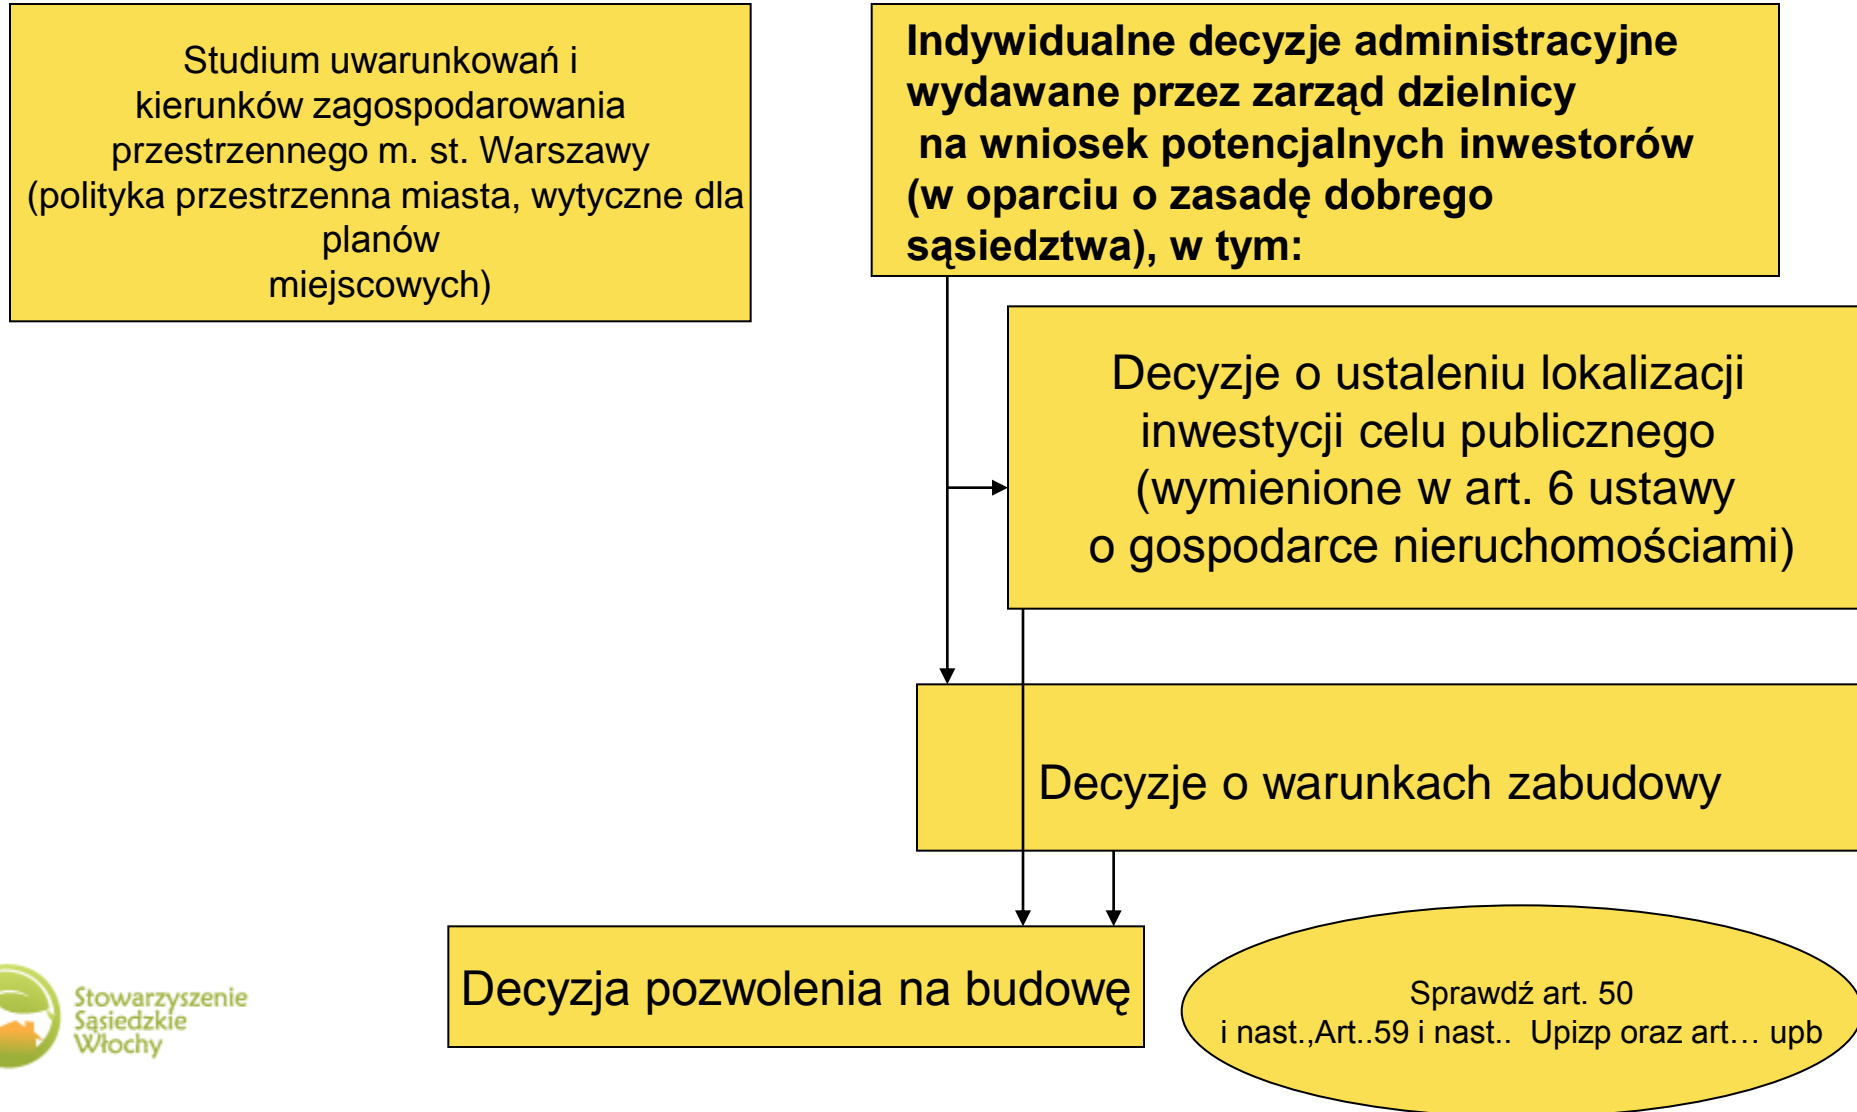 Studium uwarunkowań i
kierunków zagospodarowania
przestrzennego m. st. Warszawy
(polityka przestrzenna miasta, wytyczne dla
planów
miejscowych)
Indywidualne decyzje administracyjne
wydawane przez zarząd dzielnicy
na wniosek potencjalnych inwestorów
(w oparciu o zasadę dobrego
sąsiedztwa), w tym:
Decyzje o ustaleniu lokalizacji
inwestycji celu publicznego
(wymienione w art. 6 ustawy
o gospodarce nieruchomościami)
Decyzje o warunkach zabudowy
Decyzja pozwolenia na budowę
Sprawdź art. 50
i nast.,Art..59 i nast.. Upizp oraz art… upb
Stowarzyszenie
Sąsiedzkie
Włochy